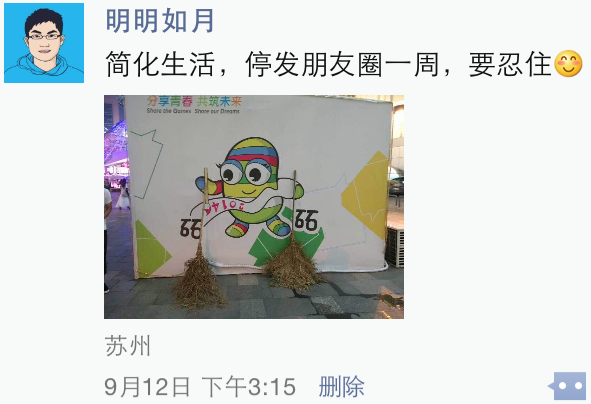 明明如月
简化生活，停发朋友圈一周，要忍住😊
分享青春 共筑未来
Share the Games Share our Dreams
苏州
9月12日 下午3:15 删除